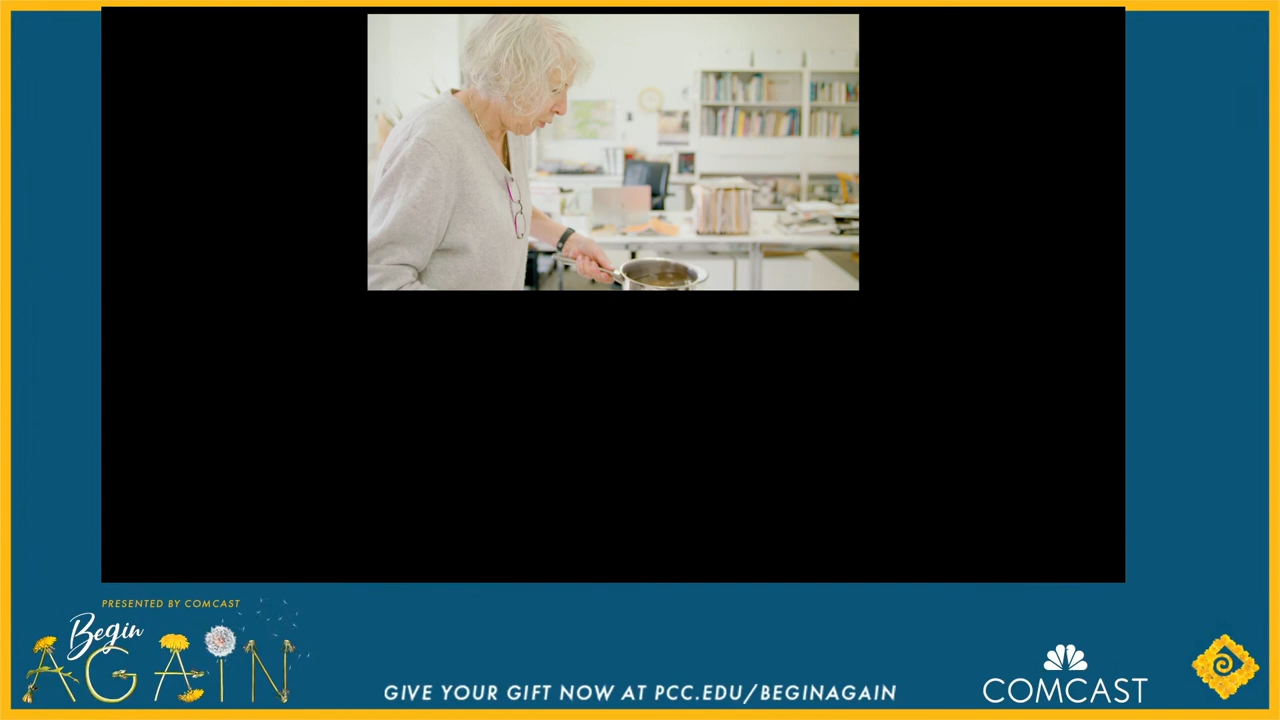 PRESENTED BY COMCAST
Begin
AGAIN
GIVE YOUR GIFT NOW AT PCC.EDU/BEGINAGAIN
COMCAST